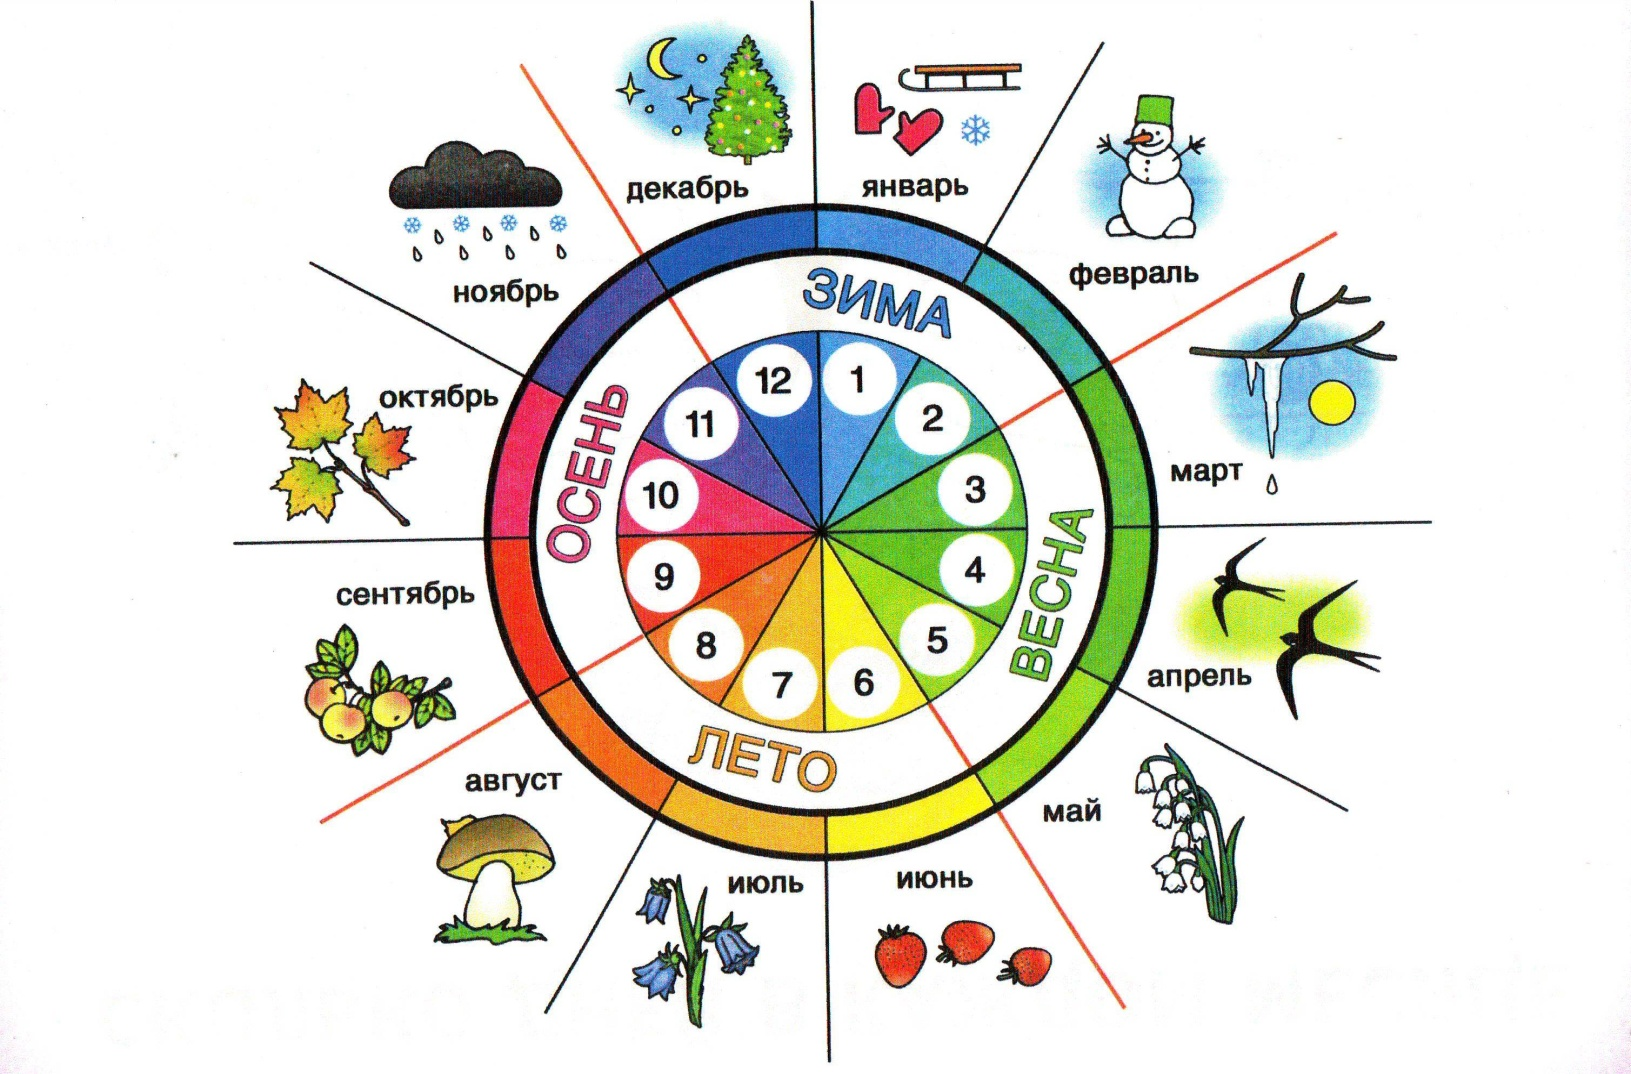 декабрь
январь
февраль
март
апрель
май
июнь
июль
август
сентябрь
октябрь
ноябрь
ЗИМА
ВЕСНА
ЛЕТО
ОСЕНЬ
1
2
3
4
5
6
7
8
9
10
11
12